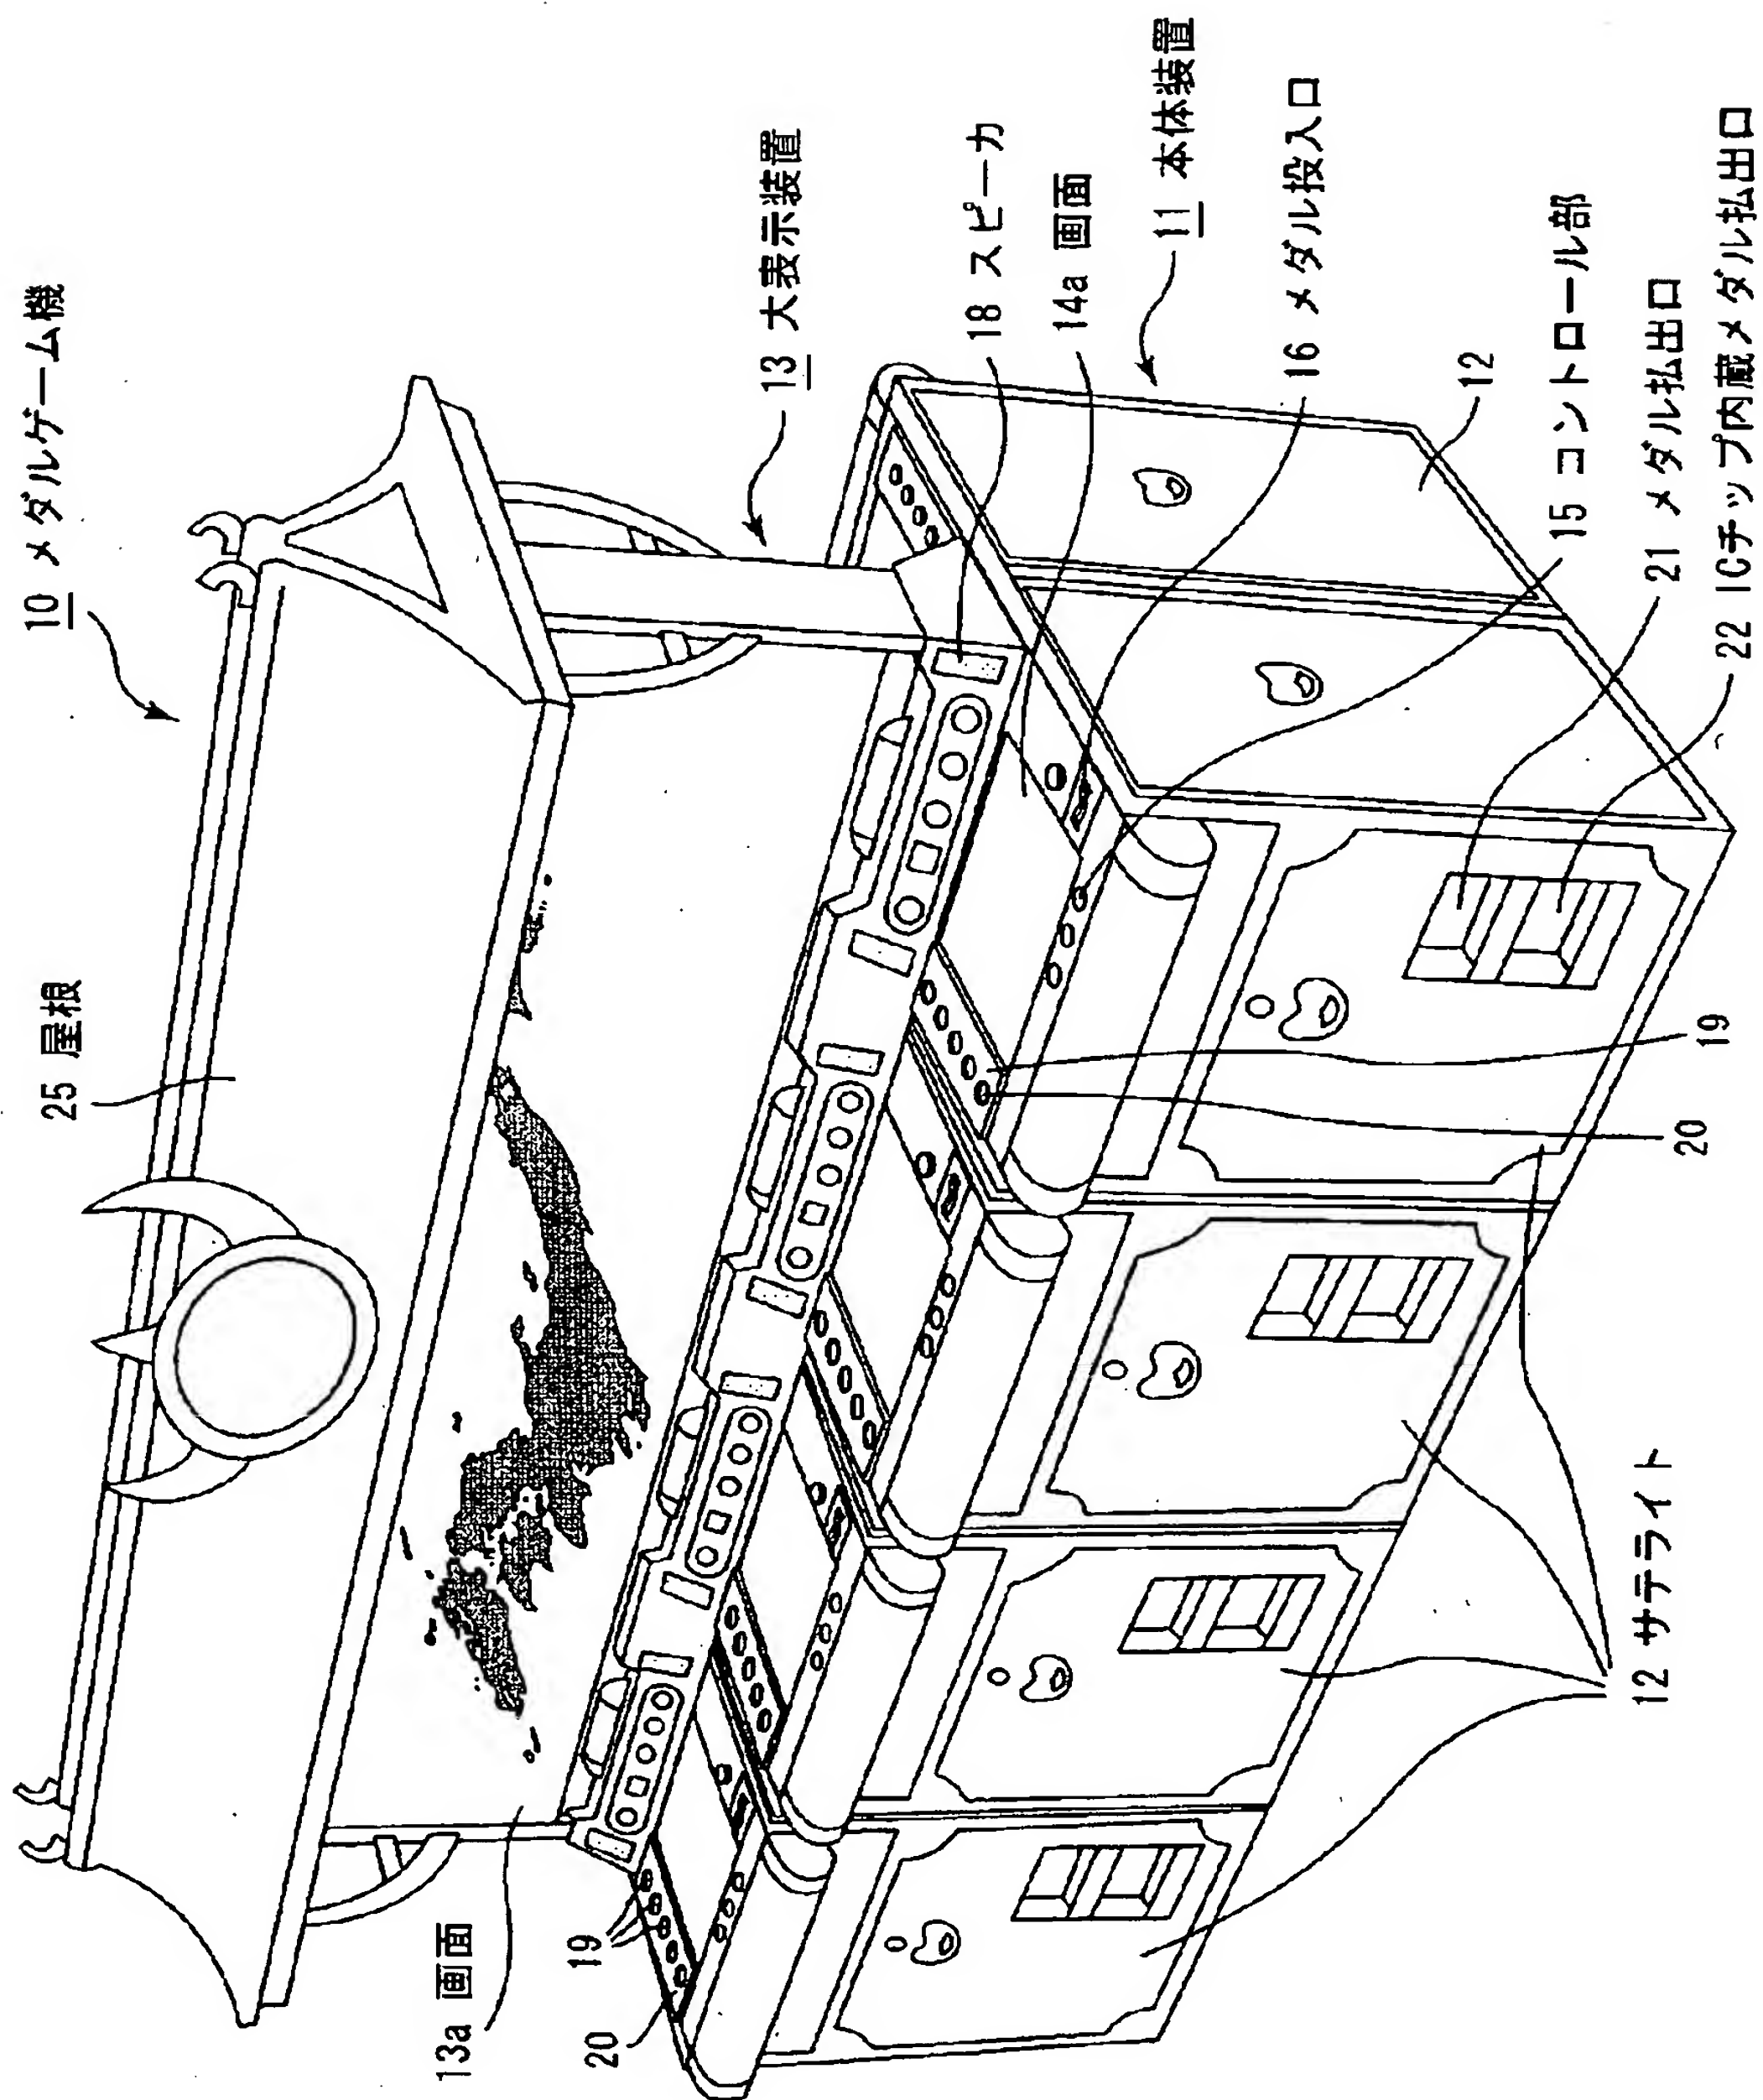 10 メダルゲーム機
25 屋根
13 大表示装置
18 スピーカ
14a 画面
11 本体装置
16 メダル投入口
12
15 コントロール部
21 メダル払出口
22 ICチップ内蔵メダル払出口
19
20
12 サテライト
13a 画面
19
20